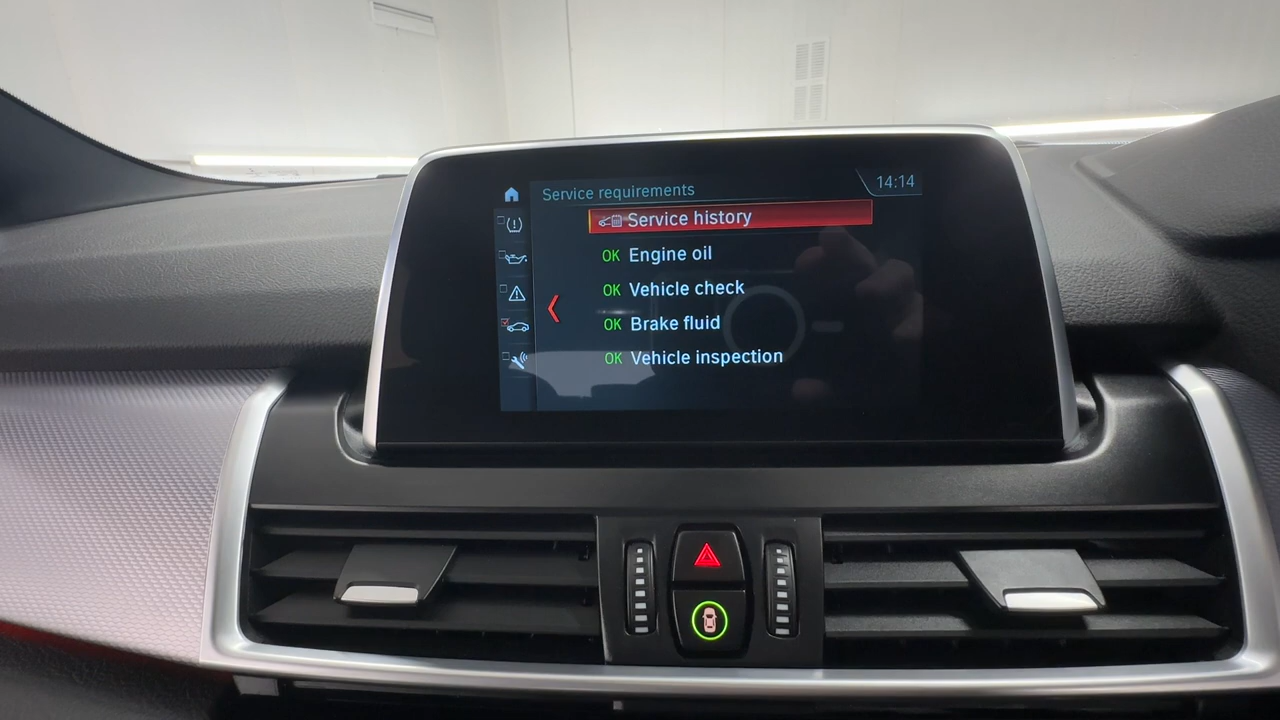 Service requirements
14:14
Service history
OK Engine oil
OK Vehicle check
OK Brake fluid
OK Vehicle inspection